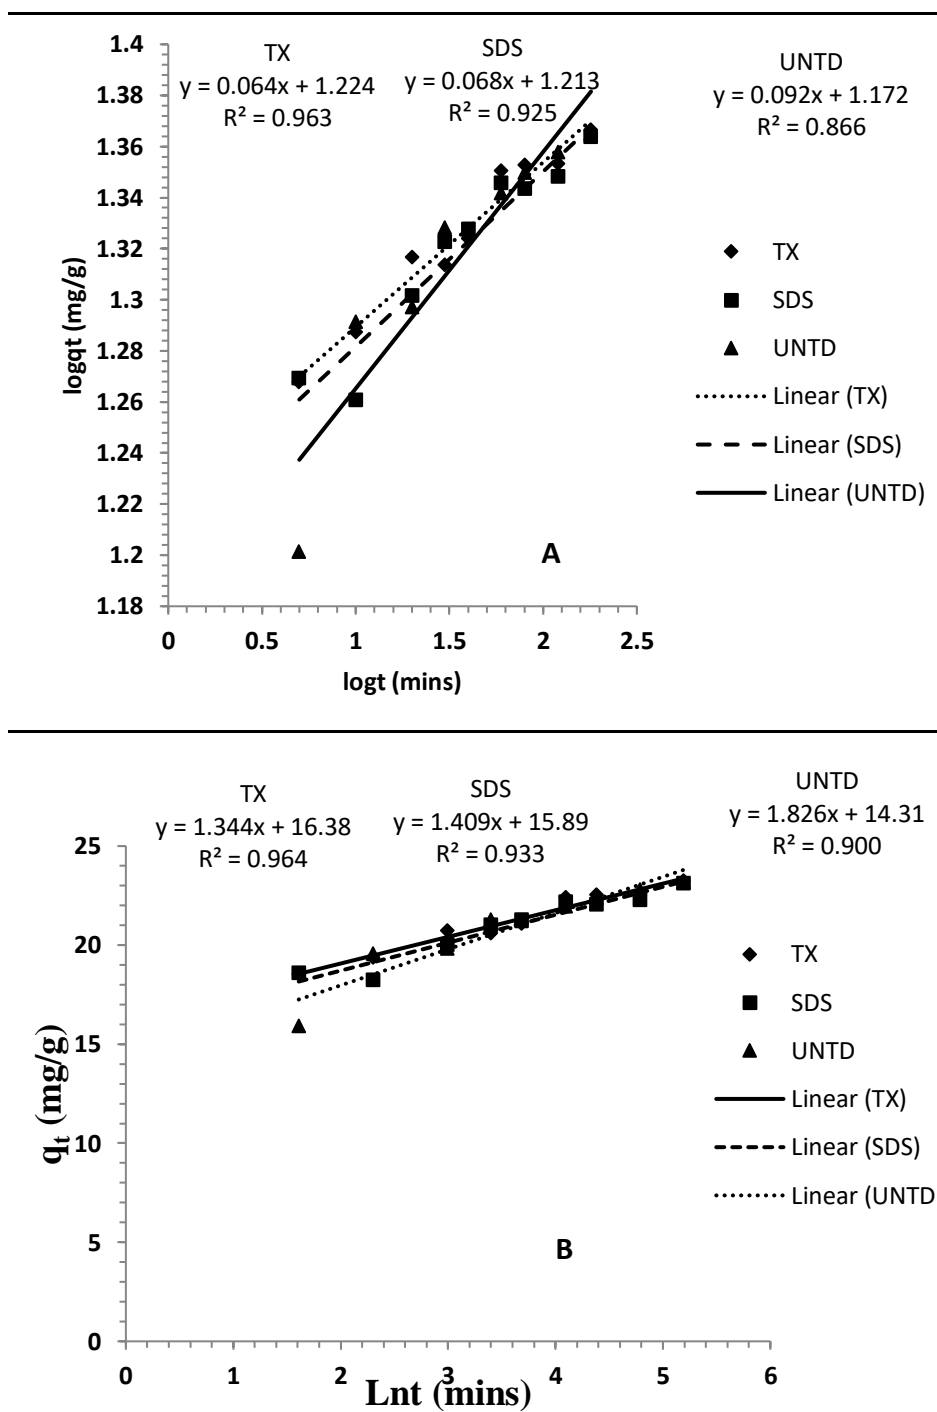 TX
y = 0.064x + 1.224
R² = 0.963
SDS
y = 0.068x + 1.213
R² = 0.925
UNTD
y = 0.092x + 1.172
R² = 0.866
1.4
1.38
1.36
1.34
1.32
1.3
1.28
1.26
1.24
1.22
1.2
1.18
logqt (mg/g)
0
0.5
1
1.5
2
2.5
logt (mins)
A
TX
SDS
UNTD
Linear (TX)
Linear (SDS)
Linear (UNTD)
TX
y = 1.344x + 16.38
R² = 0.964
SDS
y = 1.409x + 15.89
R² = 0.933
UNTD
y = 1.826x + 14.31
R² = 0.900
25
20
15
10
5
0
qt (mg/g)
0
1
2
3
4
5
6
Lnt (mins)
B
TX
SDS
UNTD
Linear (TX)
Linear (SDS)
Linear (UNTD